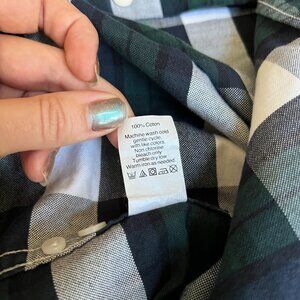 100% Cotton
Machine wash cold
gentle cycle,
with like colors.
Non chlorine
bleach only
Tumble dry low
Warm iron as needed